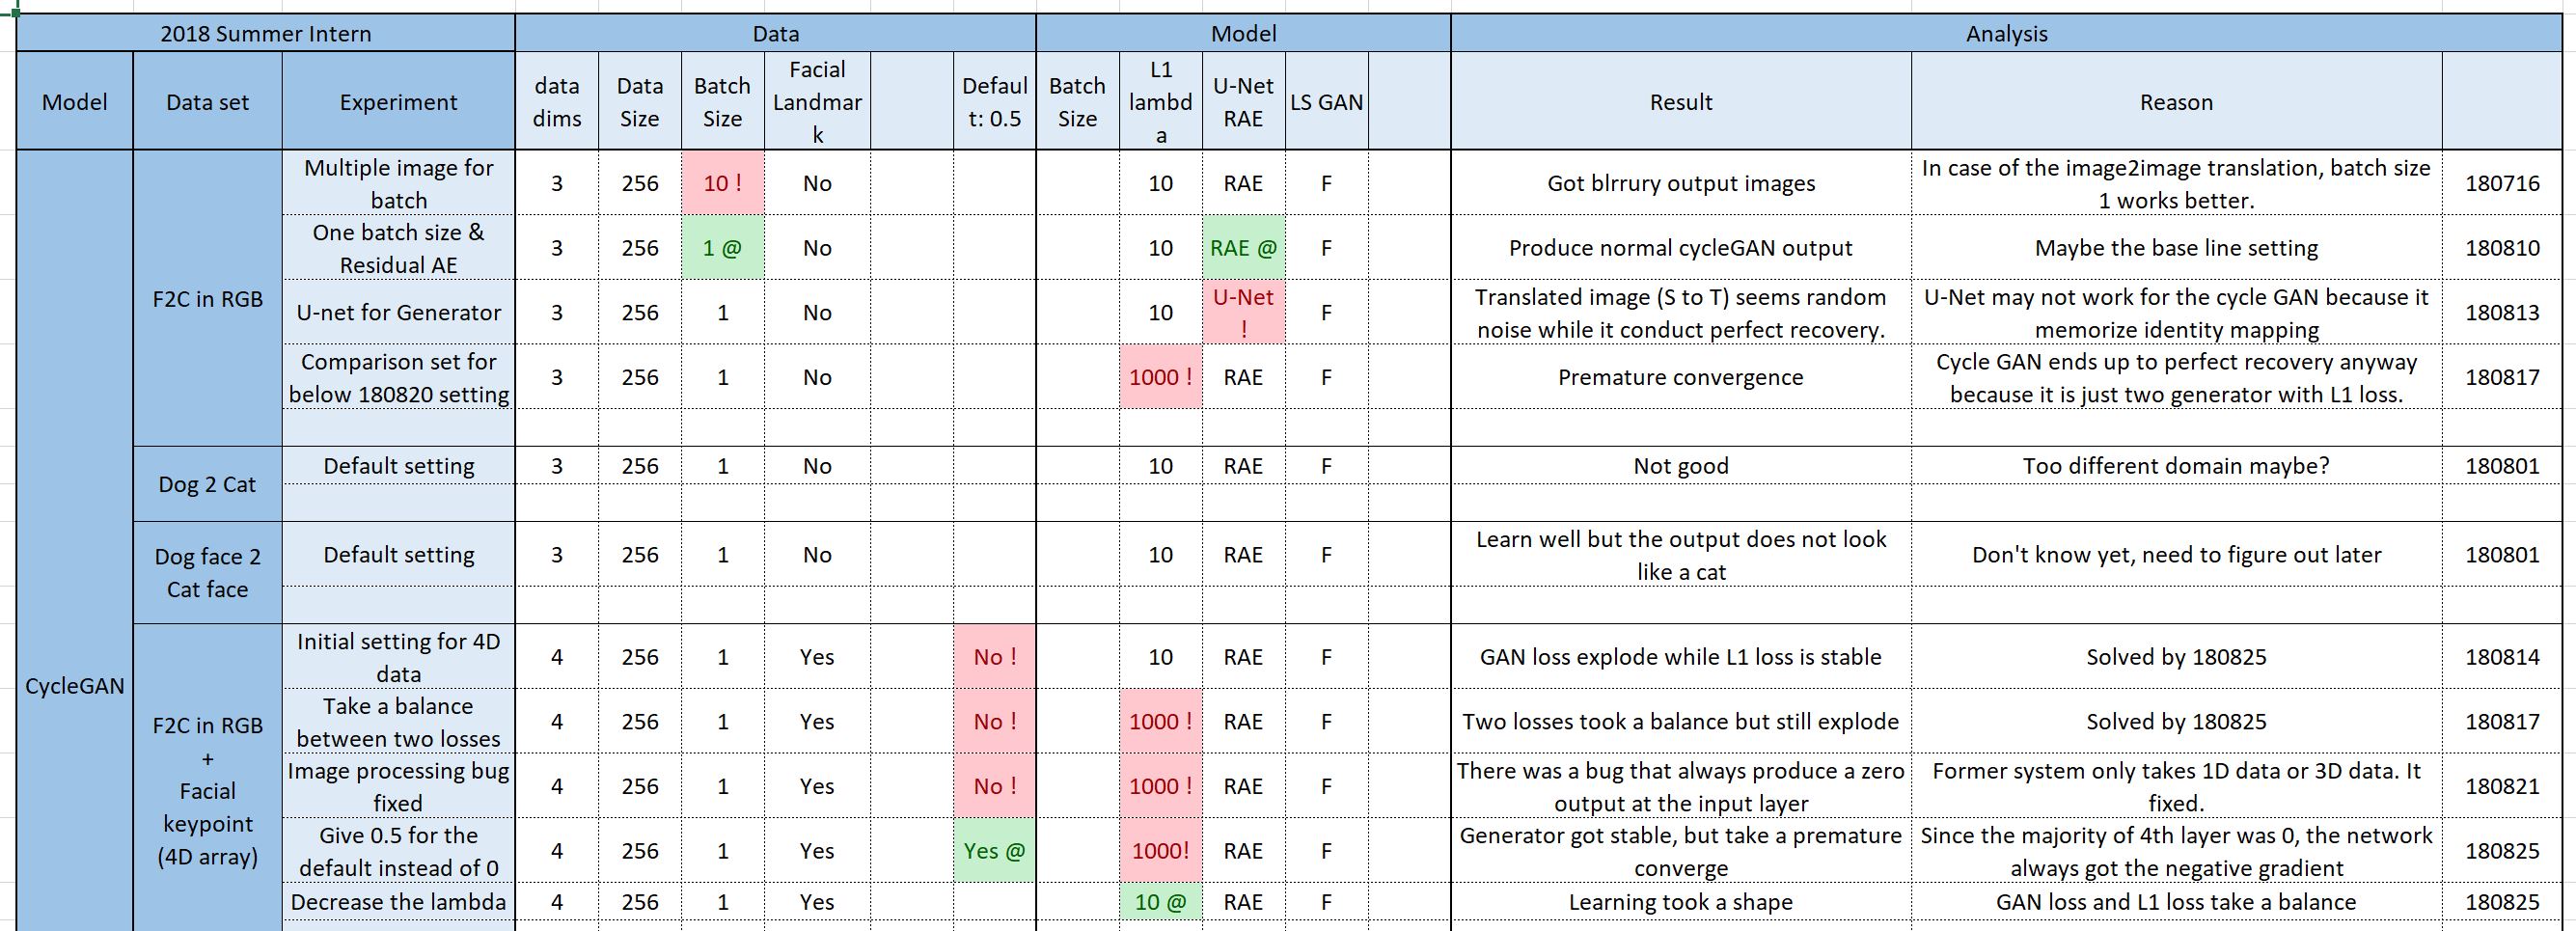 2018 Summer Intern Data Model Analysis
Model Data set Experiment data dims Data Size Batch Size Facial Landmark Default: 0.5 Batch Size L1 lambda U-Net RAE LS GAN Result Reason
CycleGAN
F2C in RGB
Multiple image for batch 3 256 10 ! No 10 RAE F Got blrrury output images In case of the image2image translation, batch size 1 works better. 180716
One batch size & Residual AE 3 256 1 @ No 10 RAE @ F Produce normal cycleGAN output Maybe the base line setting 180810
U-net for Generator 3 256 1 No 10 U-Net ! F Translated image (S to T) seems random noise while it conduct perfect recovery. U-Net may not work for the cycle GAN because it memorize identity mapping 180813
Comparison set for below 180820 setting 3 256 1 No 1000 ! RAE F Premature convergence Cycle GAN ends up to perfect recovery anyway because it is just two generator with L1 loss. 180817
Dog 2 Cat
Default setting 3 256 1 No 10 RAE F Not good Too different domain maybe? 180801
Dog face 2 Cat face
Default setting 3 256 1 No 10 RAE F Learn well but the output does not look like a cat Don't know yet, need to figure out later 180801
F2C in RGB
+
Facial
keypoint
(4D array)
Initial setting for 4D data 4 256 1 Yes No ! 10 RAE F GAN loss explode while L1 loss is stable Solved by 180825 180814
Take a balance between two losses 4 256 1 Yes No ! 1000 ! RAE F Two losses took a balance but still explode Solved by 180825 180817
Image processing bug fixed 4 256 1 Yes No ! 1000 ! RAE F There was a bug that always produce a zero output at the input layer Former system only takes 1D data or 3D data. It fixed. 180821
Give 0.5 for the default instead of 0 4 256 1 Yes Yes @ 1000! RAE F Generator got stable, but take a premature converge Since the majority of 4th layer was 0, the network always got the negative gradient 180825
Decrease the lambda 4 256 1 Yes 10 @ RAE F Learning took a shape GAN loss and L1 loss take a balance 180825